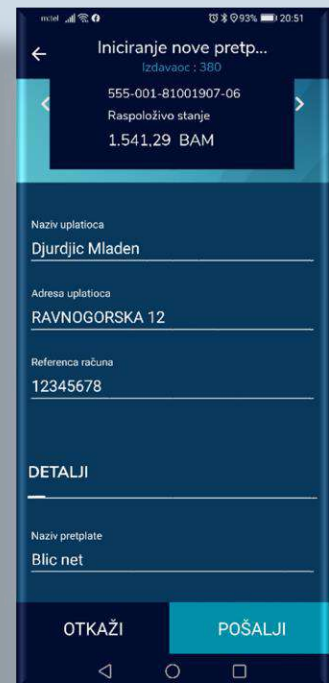 mːtel 93% 20:51
Iniciranje nove pretp...
Izdavaoc : 380
555-001-81001907-06
Raspoloživo stanje
1.541,29 BAM
Naziv uplatioca
Djurdjic Mladen
Adresa uplatioca
RAVNOGORSKA 12
Referenca računa
12345678
DETALJI
Naziv pretplate
Blic net
OTKAŽI POŠALJI